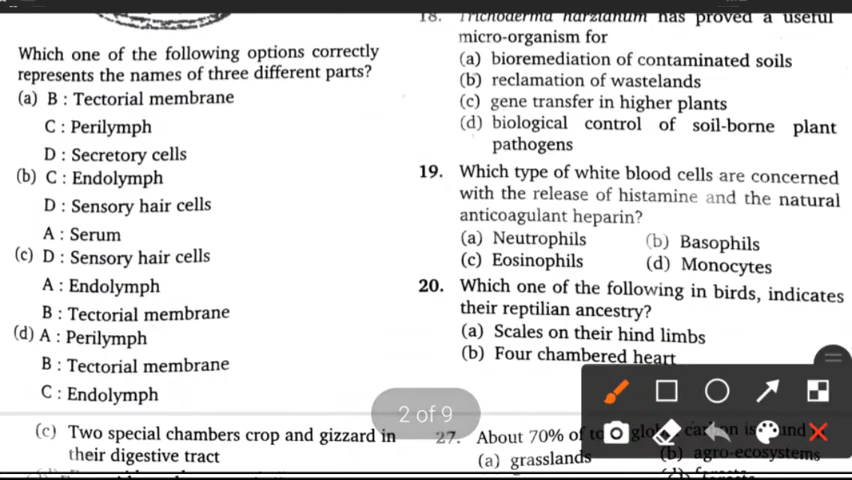 Which one of the following options correctly
represents the names of three different parts?
(a) B : Tectorial membrane
C : Perilymph
D : Secretory cells
(b) C : Endolymph
D : Sensory hair cells
A : Serum
(c) D : Sensory hair cells
A : Endolymph
B : Tectorial membrane
(d) A : Perilymph
B : Tectorial membrane
C : Endolymph
18. Trichoderma harzianum has proved a useful
micro-organism for
(a) bioremediation of contaminated soils
(b) reclamation of wastelands
(c) gene transfer in higher plants
(d) biological control of soil-borne plant
pathogens
19. Which type of white blood cells are concerned
with the release of histamine and the natural
anticoagulant heparin?
(a) Neutrophils (b) Basophils
(c) Eosinophils (d) Monocytes
20. Which one of the following in birds, indicates
their reptilian ancestry?
(a) Scales on their hind limbs
(b) Four chambered heart
2 of 9
(c) Two special chambers crop and gizzard in
their digestive tract
27. About 70% of
(a) grasslands (b) agro-ecosystems